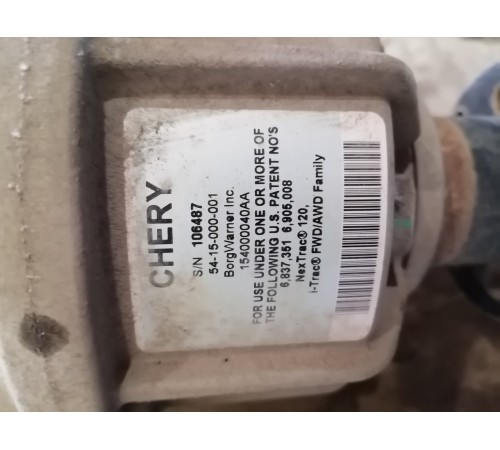 CHERY
S/N 106487
54-15-000-001
BorgWarner Inc.
154000040AA
FOR USE UNDER ONE OR MORE OF
THE FOLLOWING U.S. PATENT NO'S
6,837,351 6,905,008
NexTrac® 120,
I-Trac® FWD/AWD Family